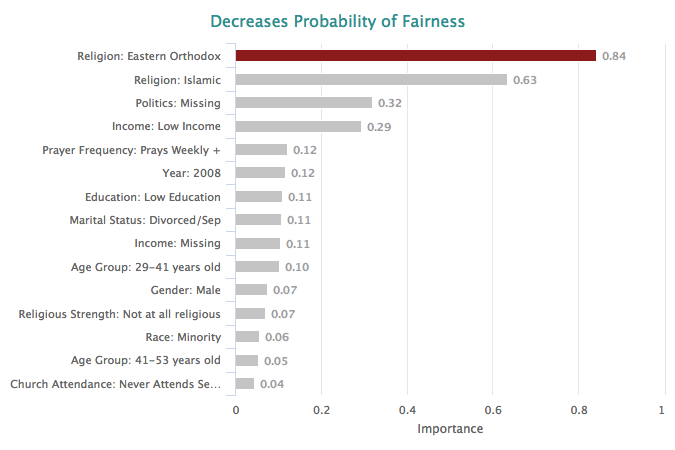 Decreases Probability of Fairness
Religion: Eastern Orthodox 0.84
Religion: Islamic 0.63
Politics: Missing 0.32
Income: Low Income 0.29
Prayer Frequency: Prays Weekly + 0.12
Year: 2008 0.12
Education: Low Education 0.11
Marital Status: Divorced/Sep 0.11
Income: Missing 0.11
Age Group: 29-41 years old 0.10
Gender: Male 0.07
Religious Strength: Not at all religious 0.07
Race: Minority 0.06
Age Group: 41-53 years old 0.05
Church Attendance: Never Attends Se... 0.04
0 0.2 0.4 0.6 0.8 1
Importance